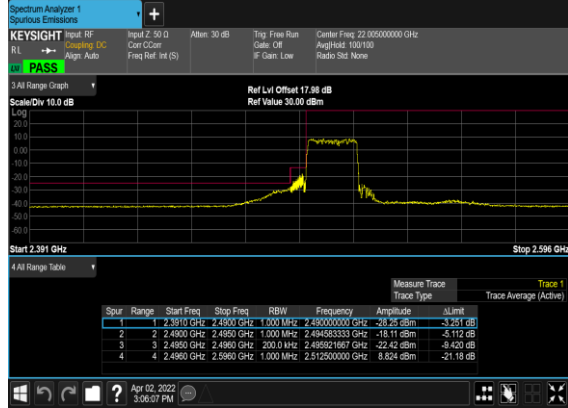 Spectrum Analyzer 1
Spurious Emissions
KEYSIGHT Input: RF Input Z: 50 Ω Atten: 30 dB Trig: Free Run Center Freq: 22.005000000 GHz
RL Coupling: DC Corr CCorr Gate: Off Avg|Hold: 100/100
Align: Auto Freq Ref: Int (S) IF Gain: Low Radio Std: None
PASS
3 All Range Graph
Ref Lvl Offset 17.98 dB
Scale/Div 10.0 dB Ref Value 30.00 dBm
Log
20.0
10.0
0.00
-10.0
-20.0
-30.0
-40.0
-50.0
-60.0
Start 2.391 GHz Stop 2.596 GHz
4 All Range Table
Measure Trace Trace 1
Trace Type Trace Average (Active)
Spur Range Start Freq Stop Freq RBW Frequency Amplitude ΔLimit
1 1 2.3910 GHz 2.4900 GHz 1.000 MHz 2.490000000 GHz -28.25 dBm -3.251 dB
2 2 2.4900 GHz 2.4950 GHz 1.000 MHz 2.494583333 GHz -18.11 dBm -5.112 dB
3 3 2.4950 GHz 2.4960 GHz 200.0 kHz 2.495921667 GHz -22.42 dBm -9.420 dB
4 4 2.4960 GHz 2.5960 GHz 1.000 MHz 2.512500000 GHz 8.824 dBm -21.18 dB
Apr 02, 2022
3:06:07 PM